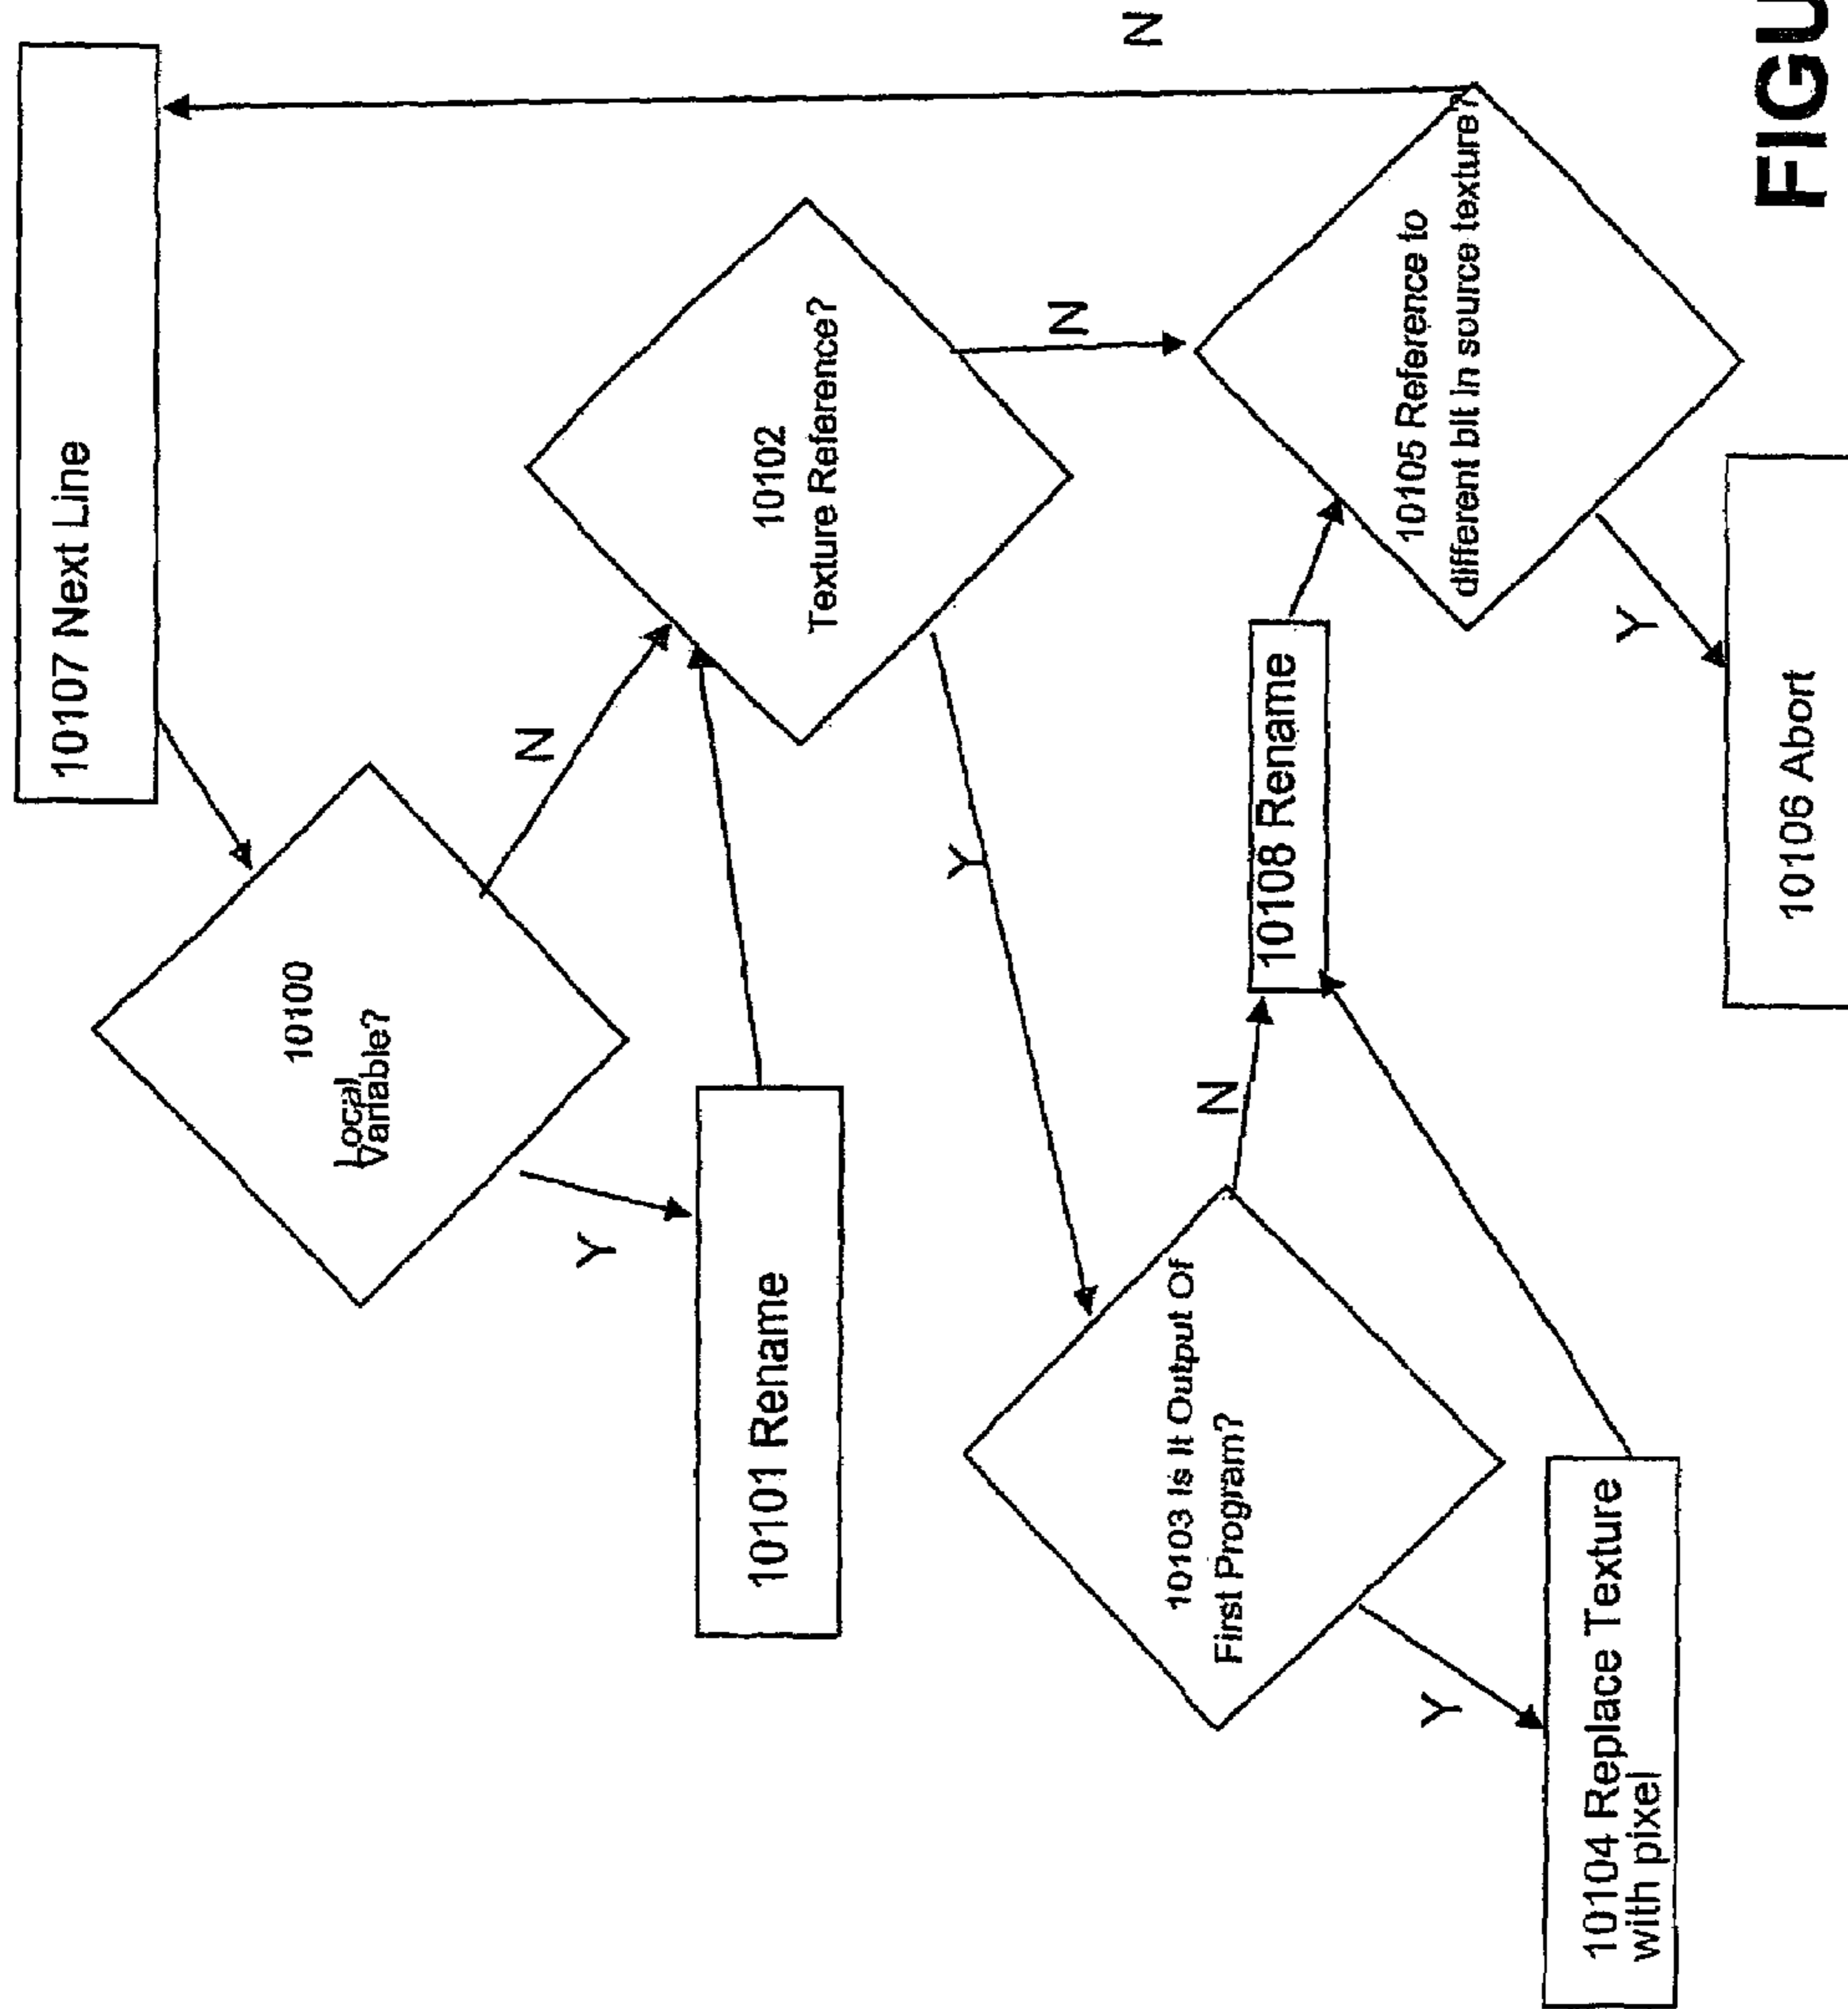 10107 Next Line
10100
Local
Variable?
N
Y
10101 Rename
10102
Texture Reference?
N
Y
10103 Is It Output Of
First Program?
N
Y
10104 Replace Texture
with pixel
10108 Rename
10105 Reference to
different bit in source texture?
N
Y
10106 Abort